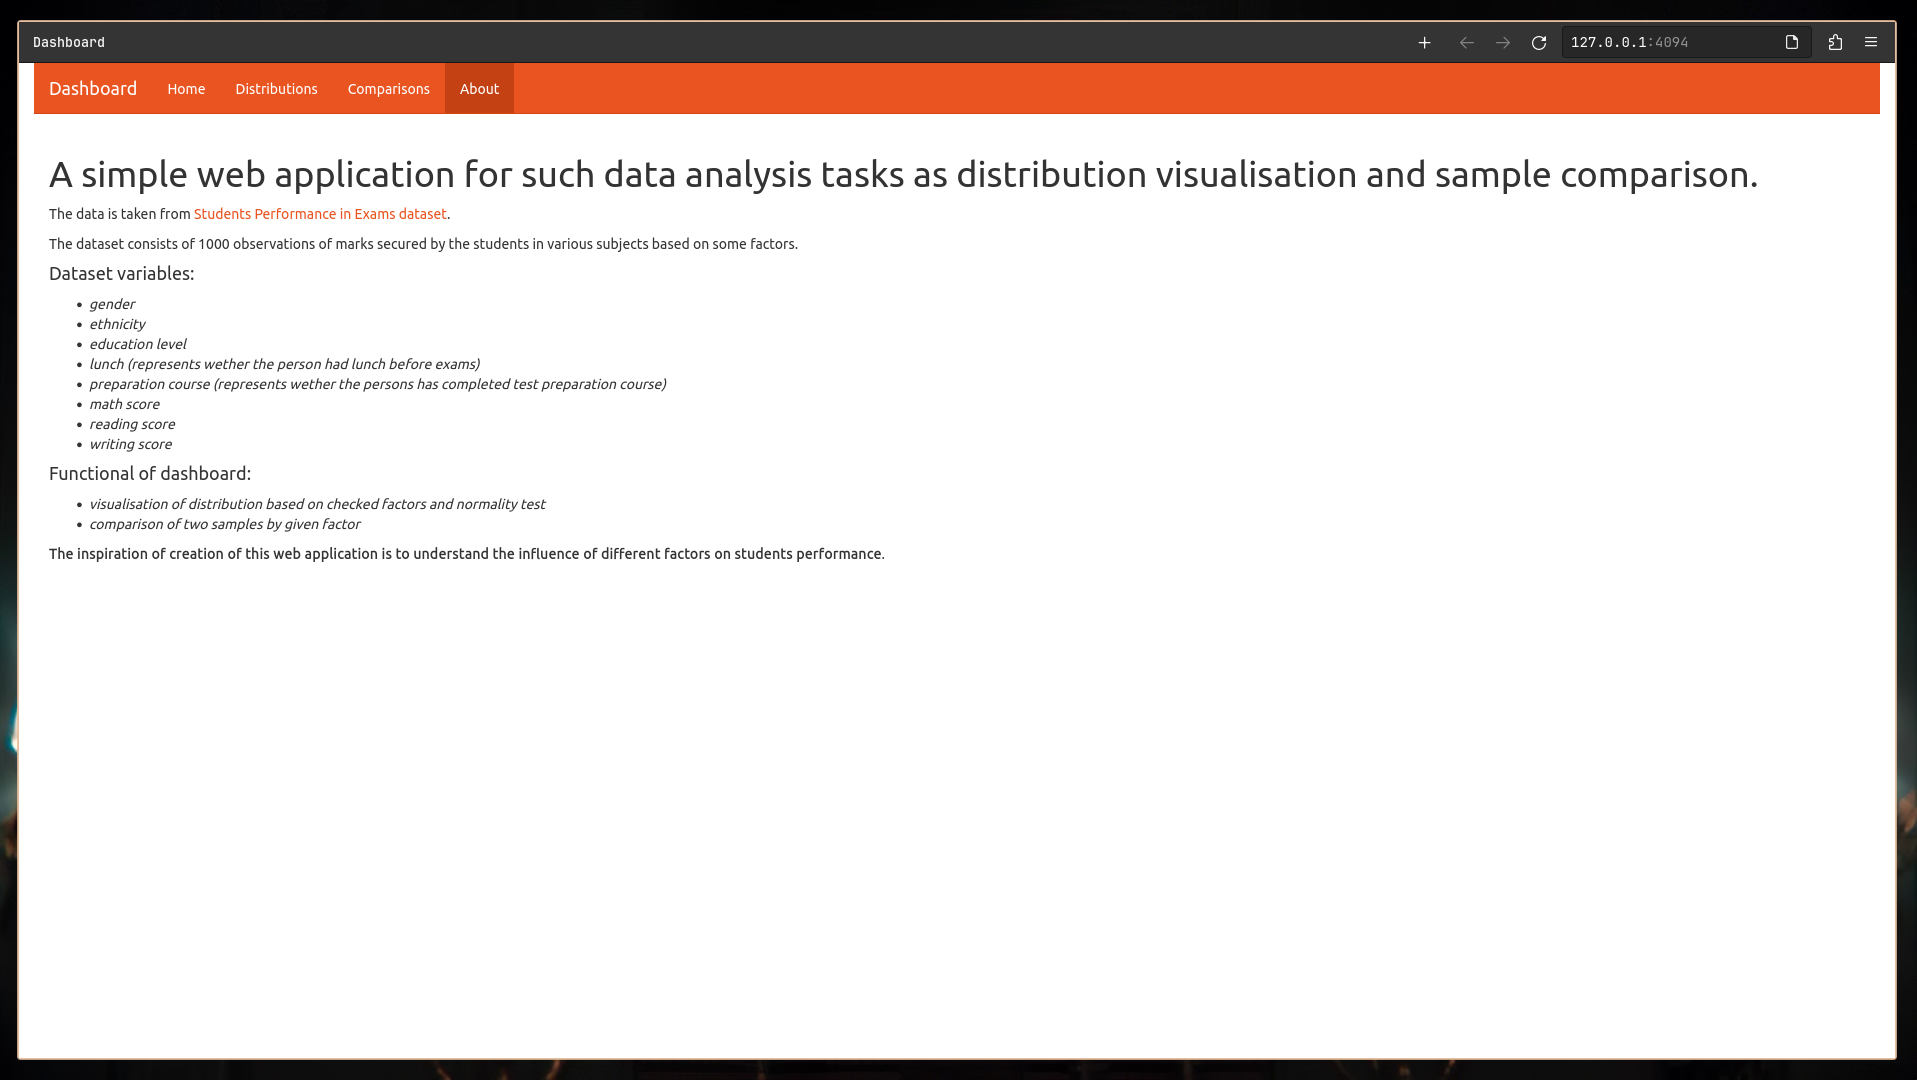 Dashboard
127.0.0.1:4094
Dashboard Home Distributions Comparisons About
A simple web application for such data analysis tasks as distribution visualisation and sample comparison.
The data is taken from Students Performance in Exams dataset.
The dataset consists of 1000 observations of marks secured by the students in various subjects based on some factors.
Dataset variables:
• gender
• ethnicity
• education level
• lunch (represents wether the person had lunch before exams)
• preparation course (represents wether the persons has completed test preparation course)
• math score
• reading score
• writing score
Functional of dashboard:
• visualisation of distribution based on checked factors and normality test
• comparison of two samples by given factor
The inspiration of creation of this web application is to understand the influence of different factors on students performance.